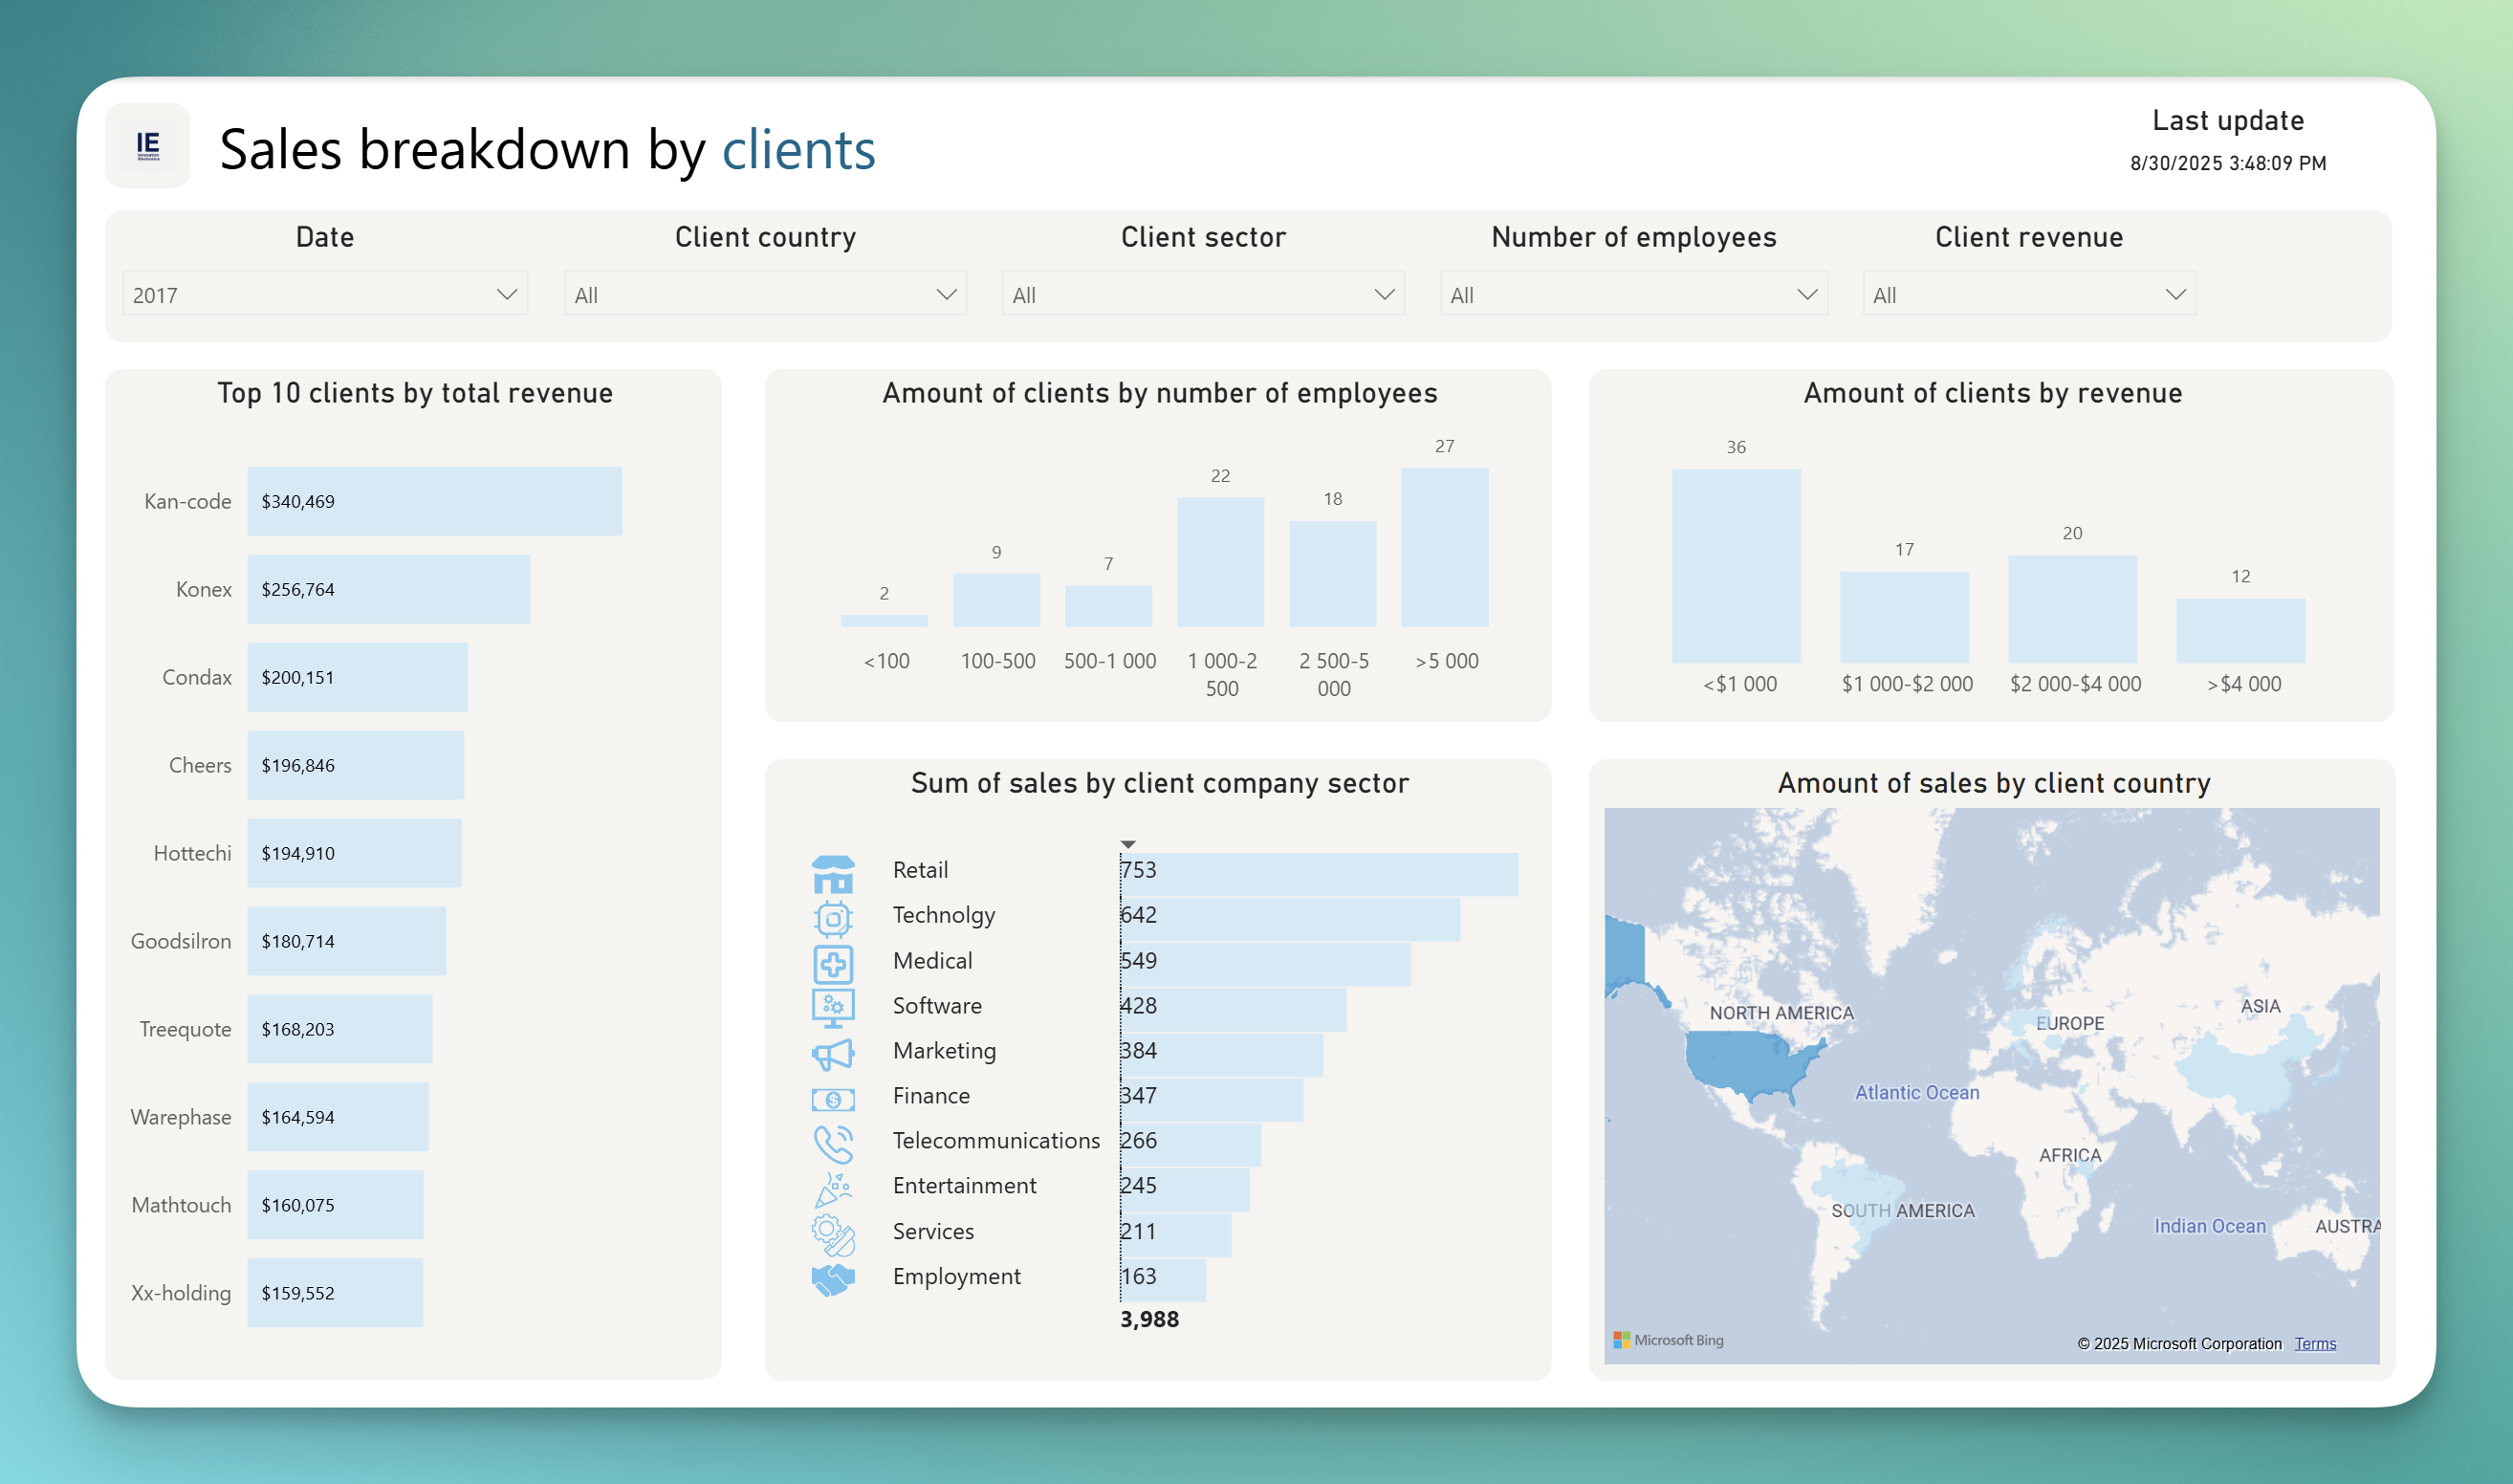 IE
Innovation
Electronics
Sales breakdown by clients
Last update
8/30/2025 3:48:09 PM
Date
Client country
Client sector
Number of employees
Client revenue
2017
All
All
All
All
Top 10 clients by total revenue
Kan-code $340,469
Konex $256,764
Condax $200,151
Cheers $196,846
Hottechi $194,910
Goodsilron $180,714
Treequote $168,203
Warephase $164,594
Mathtouch $160,075
Xx-holding $159,552
Amount of clients by number of employees
2
9
7
22
18
27
<100
100-500
500-1 000
1 000-2
500
2 500-5
000
>5 000
Amount of clients by revenue
36
17
20
12
<$1 000
$1 000-$2 000
$2 000-$4 000
>$4 000
Sum of sales by client company sector
Retail 753
Technolgy 642
Medical 549
Software 428
Marketing 384
Finance 347
Telecommunications 266
Entertainment 245
Services 211
Employment 163
3,988
Amount of sales by client country
NORTH AMERICA
EUROPE
ASIA
Atlantic Ocean
AFRICA
SOUTH AMERICA
Indian Ocean
AUSTRA
Microsoft Bing
© 2025 Microsoft Corporation Terms